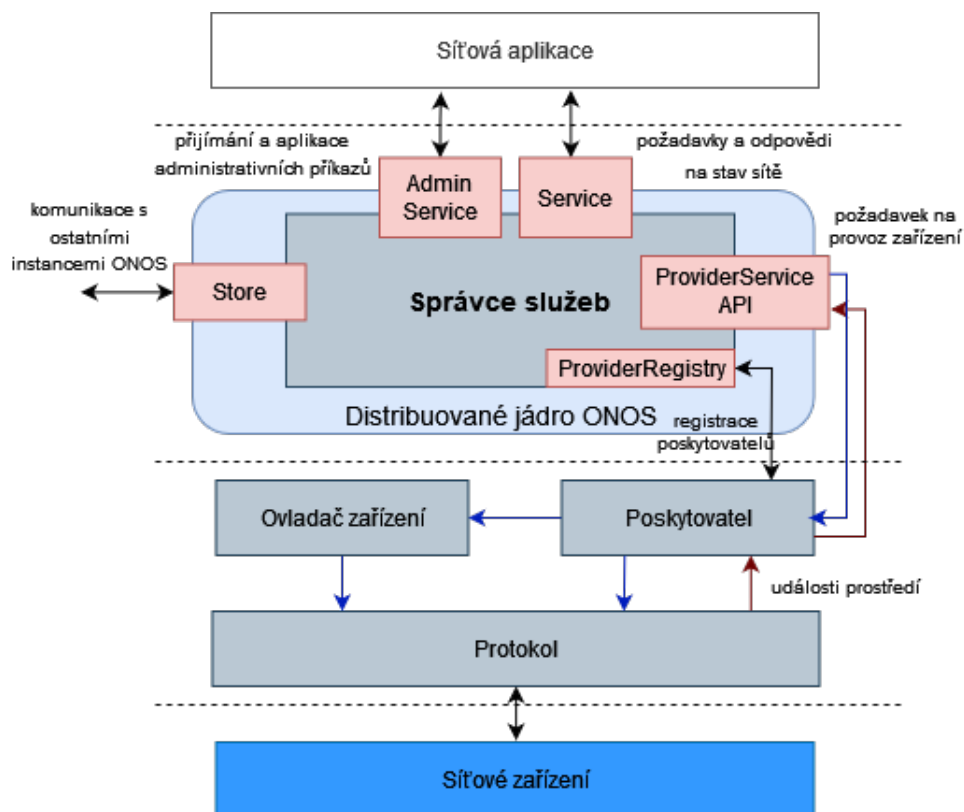 Síťová aplikace
přijímání a aplikace
administrativních příkazů
požadavky a odpovědi
na stav sítě
Admin
Service
Service
komunikace s
ostatními
instancemi ONOS
požadavek na
provoz zařízení
Store
Správce služeb
ProviderService
API
ProviderRegistry
Distribuované jádro ONOS
registrace
poskytovatelů
Ovladač zařízení
Poskytovatel
události prostředí
Protokol
Síťové zařízení